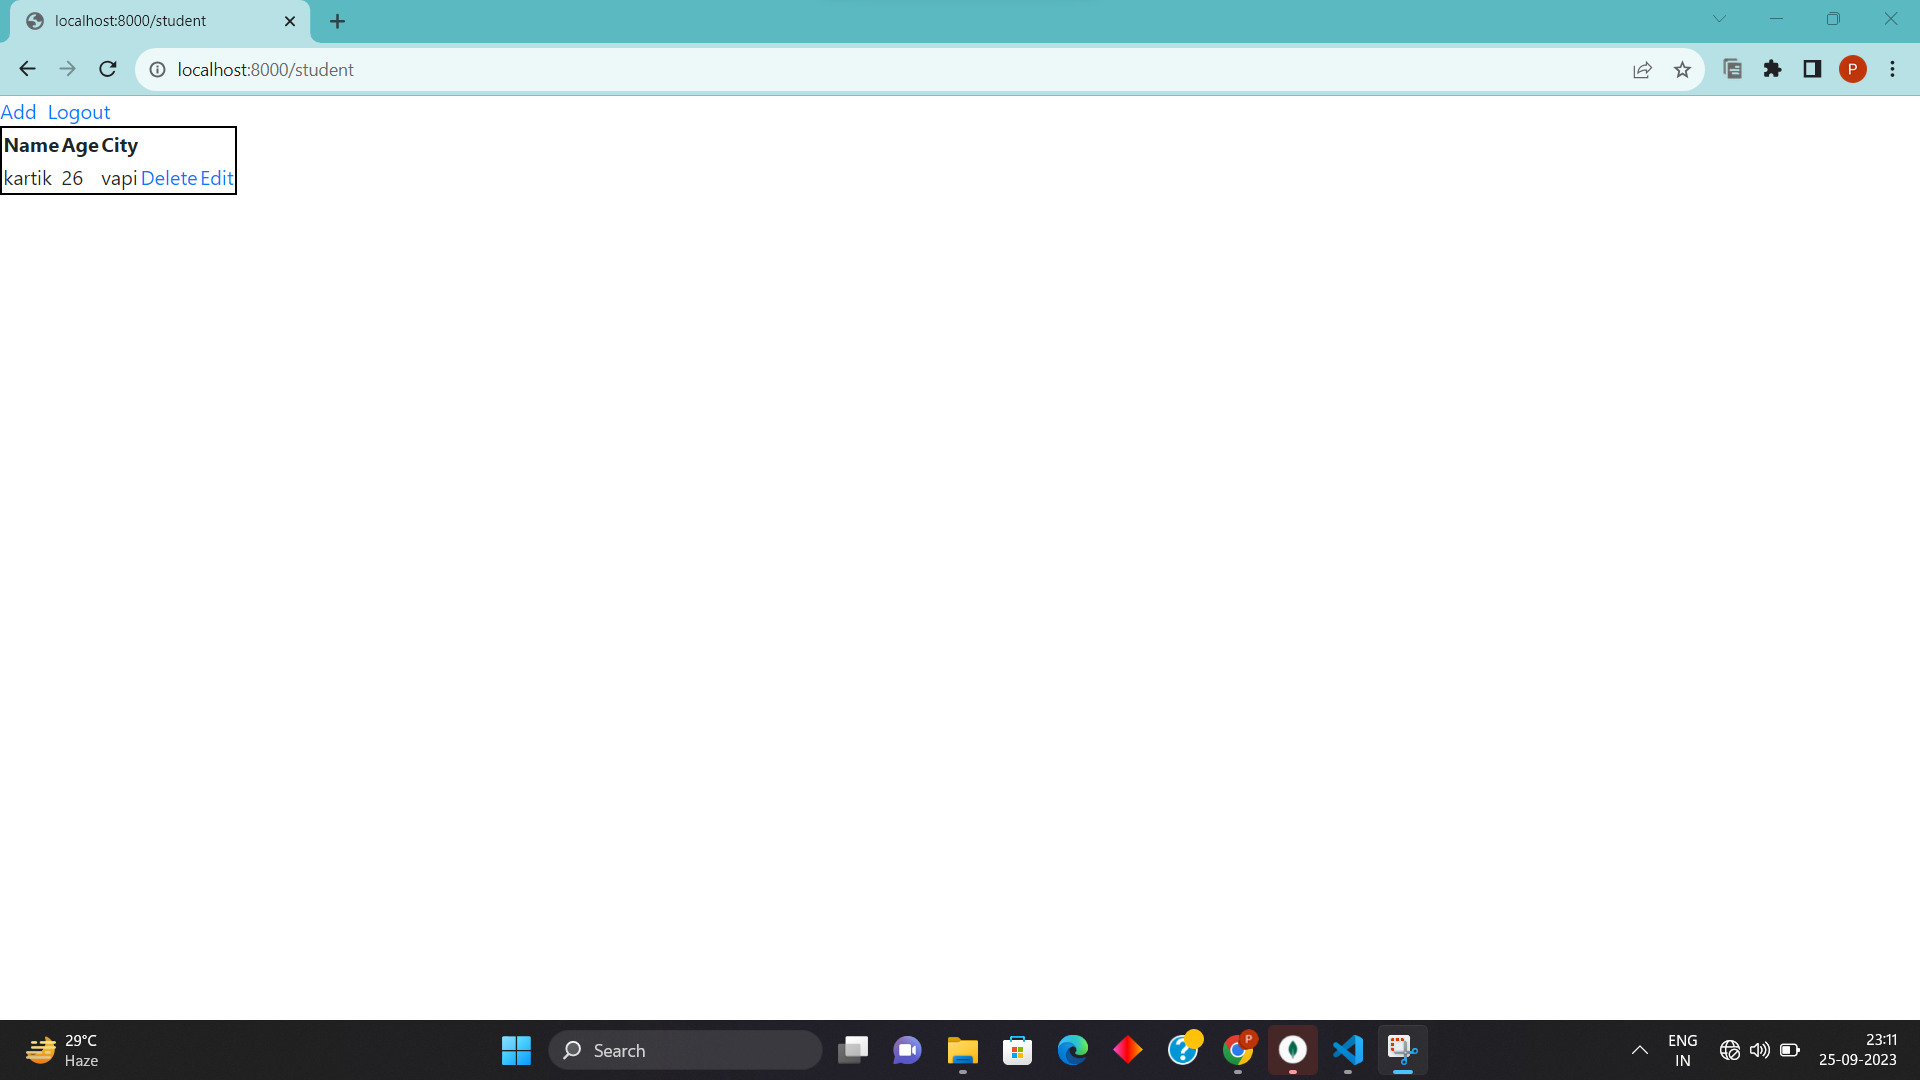 localhost:8000/student
localhost:8000/student
P
Add Logout
Name Age City
kartik 26 vapi Delete Edit
29°C
Haze
Search
P
ENG
IN
23:11
25-09-2023